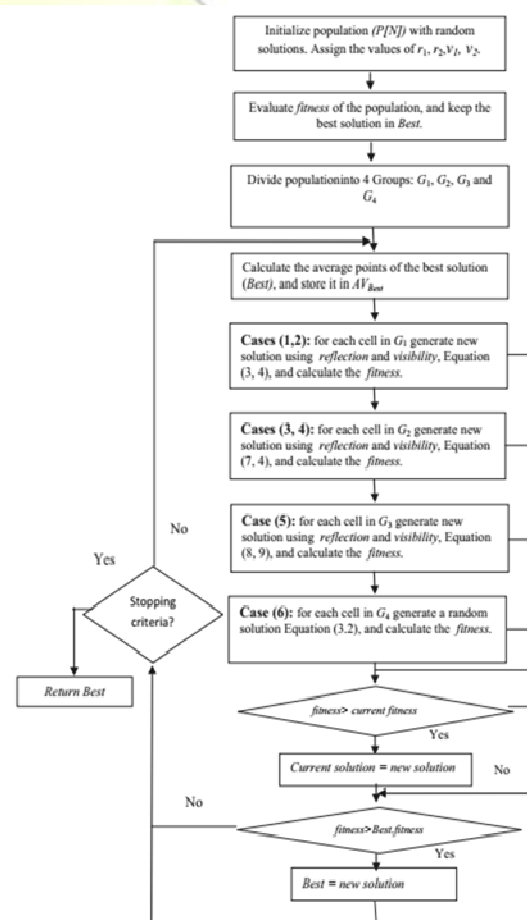 Initialize population (P[N]) with random
solutions. Assign the values of r1, r2, V1, V2.
Evaluate fitness of the population, and keep the
best solution in Best.
Divide populationinto 4 Groups: G1, G2, G3 and
G4
Calculate the average points of the best solution
(Best), and store it in AVBest
Cases (1,2): for each cell in G1 generate new
solution using reflection and visibility, Equation
(3, 4), and calculate the fitness.
Cases (3, 4): for each cell in G2 generate new
solution using reflection and visibility, Equation
(7, 4), and calculate the fitness.
Case (5): for each cell in G3 generate new
solution using reflection and visibility, Equation
(8, 9), and calculate the fitness.
Case (6): for each cell in G4 generate a random
solution Equation (3.2), and calculate the fitness.
No
Yes
Stopping
criteria?
Return Best
fitness> current fitness
Yes
Current solution = new solution
No
No
fitness>Best fitness
Yes
Best = new solution